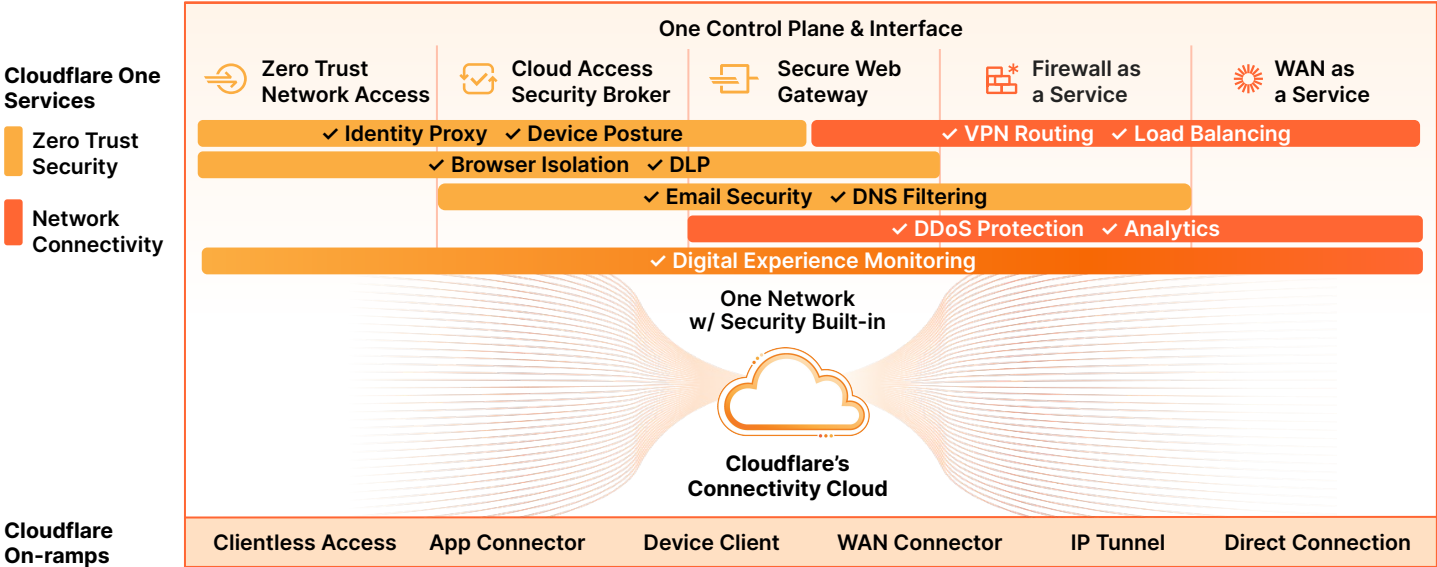 One Control Plane & Interface
Cloudflare One
Services
Zero Trust
Network Access
Cloud Access
Security Broker
Secure Web
Gateway
Firewall as
a Service
WAN as
a Service
Zero Trust
Security
Network
Connectivity
✓ Identity Proxy ✓ Device Posture
✓ VPN Routing ✓ Load Balancing
✓ Browser Isolation ✓ DLP
✓ Email Security ✓ DNS Filtering
✓ DDoS Protection ✓ Analytics
✓ Digital Experience Monitoring
One Network
w/ Security Built-in
Cloudflare’s
Connectivity Cloud
Cloudflare
On-ramps
Clientless Access
App Connector
Device Client
WAN Connector
IP Tunnel
Direct Connection